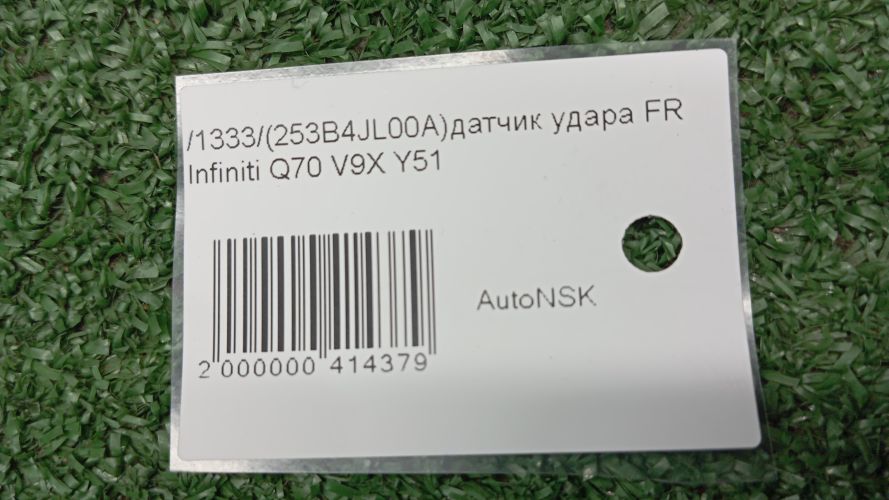 /1333/(253B4JL00A)датчик удара FR
Infiniti Q70 V9X Y51
AutoNSK
2 000000 414379